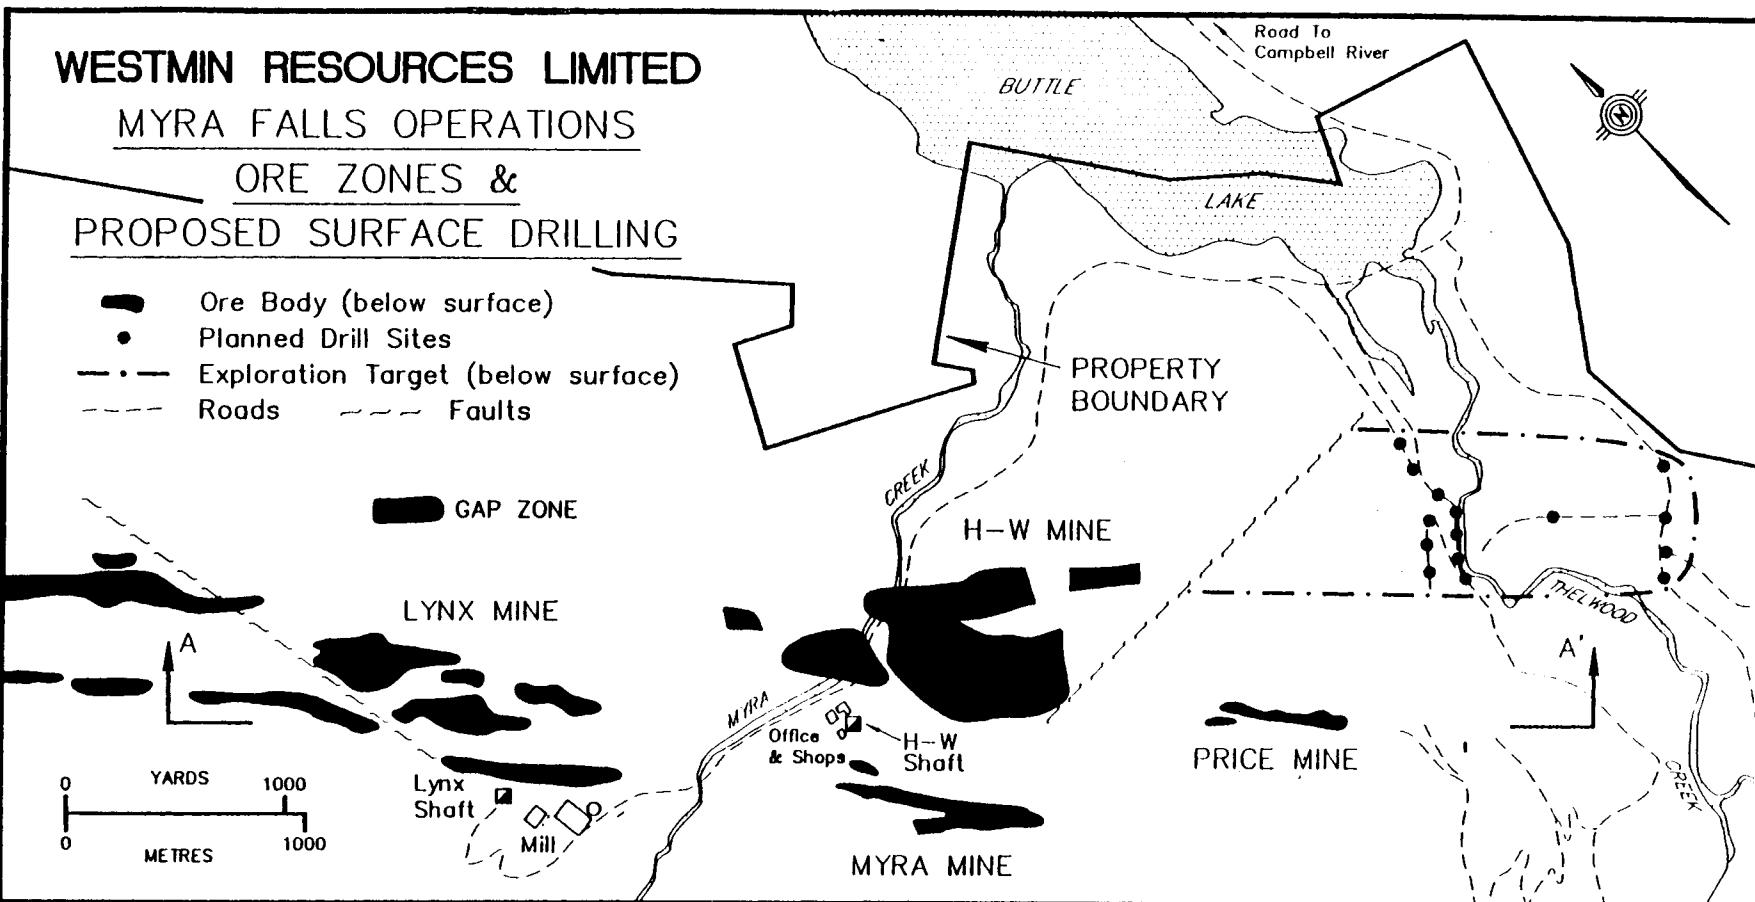 WESTMIN RESOURCES LIMITED
MYRA FALLS OPERATIONS
ORE ZONES &
PROPOSED SURFACE DRILLING
Ore Body (below surface)
Planned Drill Sites
Exploration Target (below surface)
Roads
Faults
Road To
Campbell River
BUTTLE
LAKE
N
PROPERTY
BOUNDARY
CREEK
GAP ZONE
H-W MINE
LYNX MINE
THELWOOD
A
A'
MYRA
Office
& Shops
H-W
Shaft
PRICE MINE
CREEK
0 YARDS 1000
0 METRES 1000
Lynx
Shaft
Mill
MYRA MINE